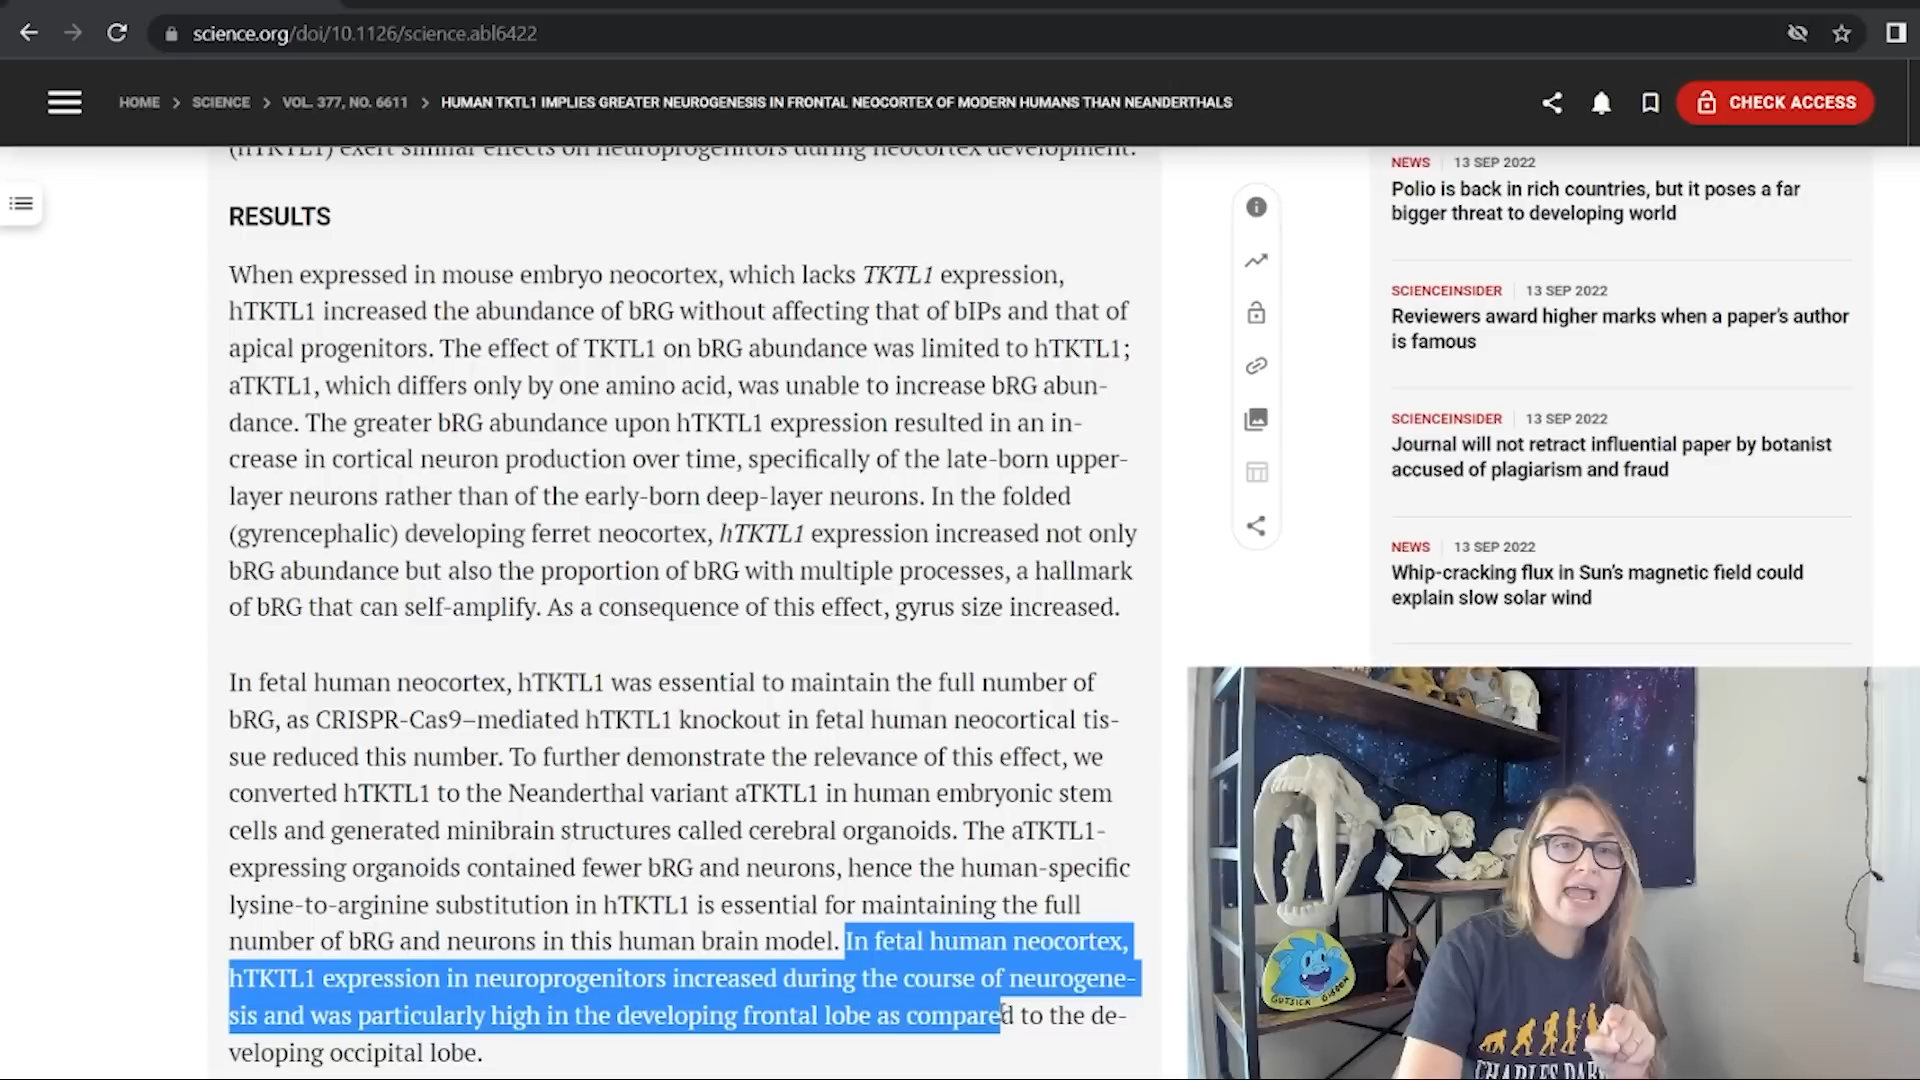 science.org/doi/10.1126/science.abl6422
HOME > SCIENCE > VOL. 377, NO. 6611 > HUMAN TKTL1 IMPLIES GREATER NEUROGENESIS IN FRONTAL NEOCORTEX OF MODERN HUMANS THAN NEANDERTHALS
CHECK ACCESS
(hTKTL1) exert similar effects on neuroprogenitors during neocortex development.
RESULTS
When expressed in mouse embryo neocortex, which lacks TKTL1 expression,
hTKTL1 increased the abundance of bRG without affecting that of bIPs and that of
apical progenitors. The effect of TKTL1 on bRG abundance was limited to hTKTL1;
aTKTL1, which differs only by one amino acid, was unable to increase bRG abun-
dance. The greater bRG abundance upon hTKTL1 expression resulted in an in-
crease in cortical neuron production over time, specifically of the late-born upper-
layer neurons rather than of the early-born deep-layer neurons. In the folded
(gyrencephalic) developing ferret neocortex, hTKTL1 expression increased not only
bRG abundance but also the proportion of bRG with multiple processes, a hallmark
of bRG that can self-amplify. As a consequence of this effect, gyrus size increased.
In fetal human neocortex, hTKTL1 was essential to maintain the full number of
bRG, as CRISPR-Cas9–mediated hTKTL1 knockout in fetal human neocortical tis-
sue reduced this number. To further demonstrate the relevance of this effect, we
converted hTKTL1 to the Neanderthal variant aTKTL1 in human embryonic stem
cells and generated minibrain structures called cerebral organoids. The aTKTL1-
expressing organoids contained fewer bRG and neurons, hence the human-specific
lysine-to-arginine substitution in hTKTL1 is essential for maintaining the full
number of bRG and neurons in this human brain model. In fetal human neocortex,
hTKTL1 expression in neuroprogenitors increased during the course of neurogene-
sis and was particularly high in the developing frontal lobe as compared to the de-
veloping occipital lobe.
NEWS 13 SEP 2022
Polio is back in rich countries, but it poses a far
bigger threat to developing world
SCIENCEINSIDER 13 SEP 2022
Reviewers award higher marks when a paper's author
is famous
SCIENCEINSIDER 13 SEP 2022
Journal will not retract influential paper by botanist
accused of plagiarism and fraud
NEWS 13 SEP 2022
Whip-cracking flux in Sun's magnetic field could
explain slow solar wind
GUTSICK GIBBON
CHARLES